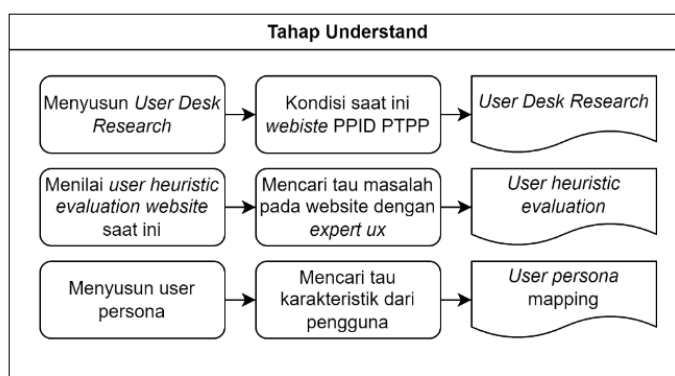 Tahap Understand
Menyusun User Desk
Research
Kondisi saat ini
webiste PPID PTPP
User Desk Research
Menilai user heuristic
evaluation website
saat ini
Mencari tau masalah
pada website dengan
expert ux
User heuristic
evaluation
Menyusun user
persona
Mencari tau
karakteristik dari
pengguna
User persona
mapping